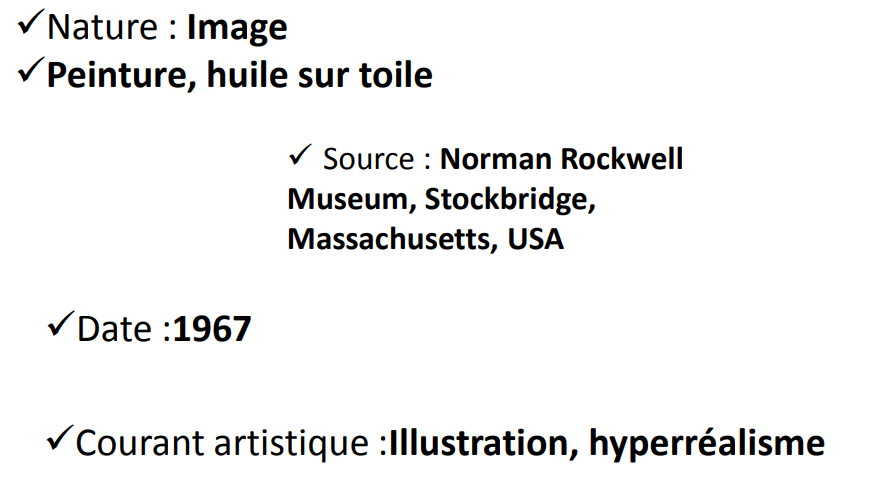 ✓Nature : Image
✓Peinture, huile sur toile
✓ Source : Norman Rockwell
Museum, Stockbridge,
Massachusetts, USA
✓Date :1967
✓Courant artistique :Illustration, hyperréalisme